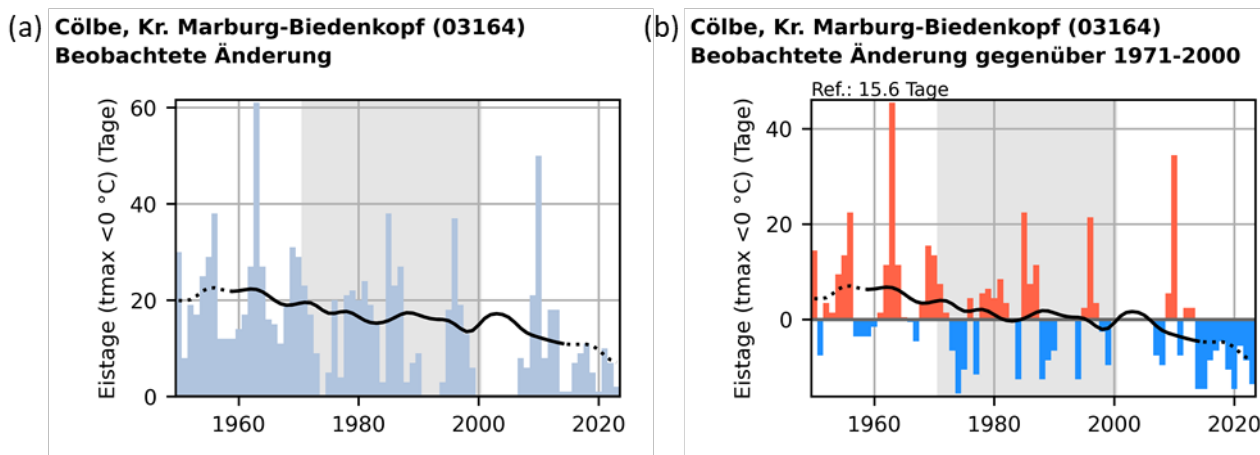 (a) Cölbe, Kr. Marburg-Biedenkopf (03164)
Beobachtete Änderung
Eistage (tmax <0 °C) (Tage)
60
40
20
0
1960
1980
2000
2020
(b) Cölbe, Kr. Marburg-Biedenkopf (03164)
Beobachtete Änderung gegenüber 1971-2000
Ref.: 15.6 Tage
Eistage (tmax <0 °C) (Tage)
40
20
0
1960
1980
2000
2020